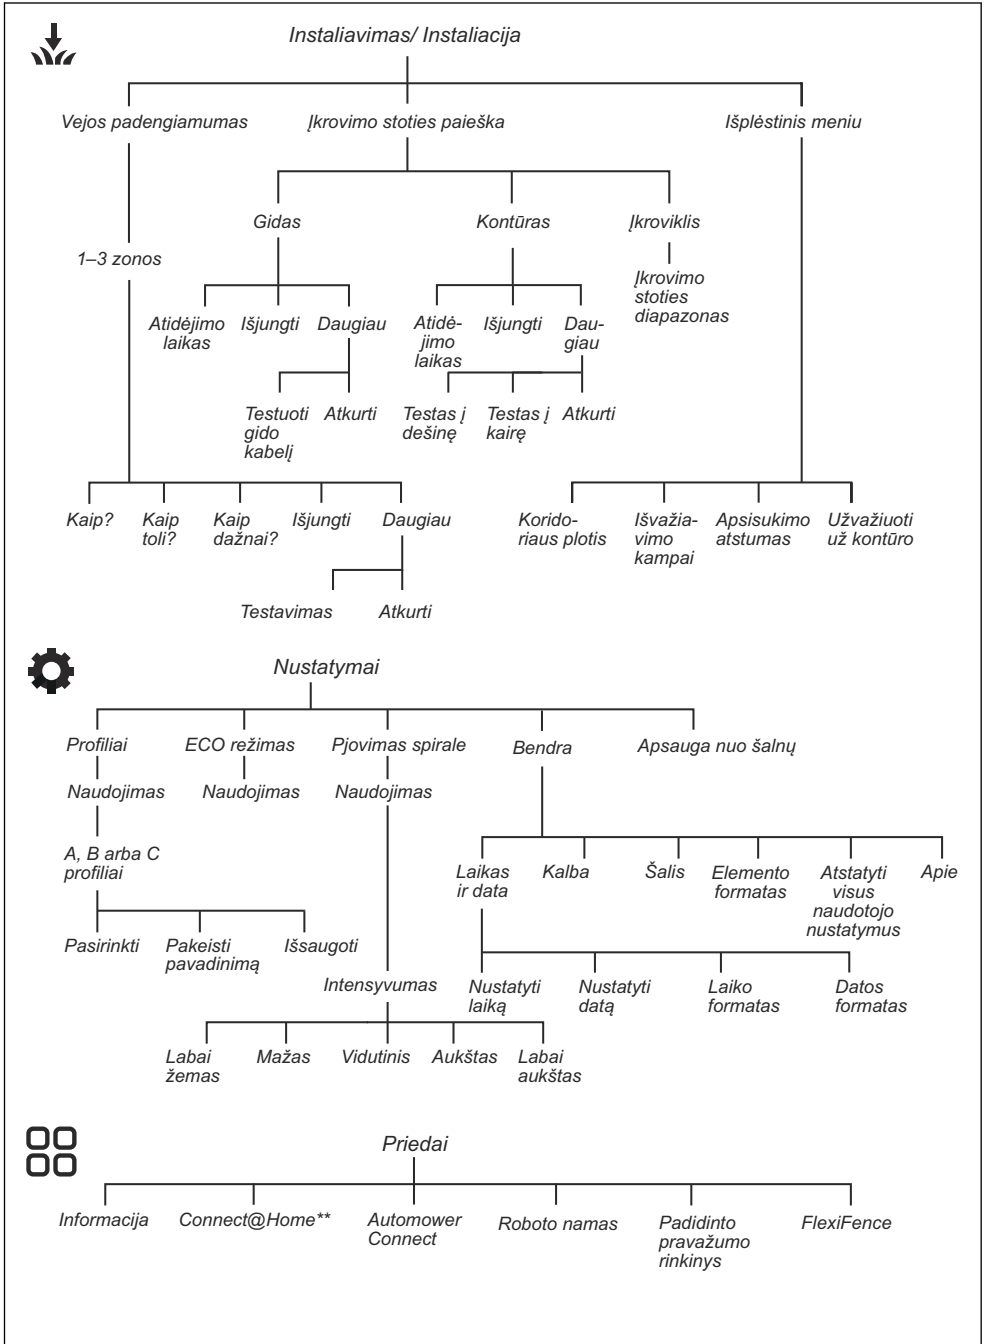 Instaliavimas/ Instaliacija
Vejos padengiamumas
Įkrovimo stoties paieška
Išplėstinis meniu
Gidas
Kontūras
Įkroviklis
1–3 zonos
Įkrovimo
stoties
diapazonas
Atidėjimo
laikas
Išjungti
Daugiau
Atidė-
jimo
laikas
Išjungti
Dau-
giau
Testuoti
gido
kabelį
Atkurti
Testas į
dešinę
Testas į
kairę
Atkurti
Kaip?
Kaip
toli?
Kaip
dažnai?
Išjungti
Daugiau
Korido-
riaus plotis
Išvažia-
vimo
kampai
Apsisukimo
atstumas
Užvažiuoti
už kontūro
Testavimas
Atkurti
Nustatymai
Profiliai
ECO režimas
Pjovimas spirale
Bendra
Apsauga nuo šalnų
Naudojimas
Naudojimas
Naudojimas
A, B arba C
profiliai
Laikas
ir data
Kalba
Šalis
Elemento
formatas
Atstatyti
visus
naudotojo
nustatymus
Apie
Pasirinkti
Pakeisti
pavadinimą
Išsaugoti
Intensyvumas
Nustatyti
laiką
Nustatyti
datą
Laiko
formatas
Datos
formatas
Labai
žemas
Mažas
Vidutinis
Aukštas
Labai
aukštas
Priedai
Informacija
Connect@Home**
Automower
Connect
Roboto namas
Padidinto
pravažumo
rinkinys
FlexiFence